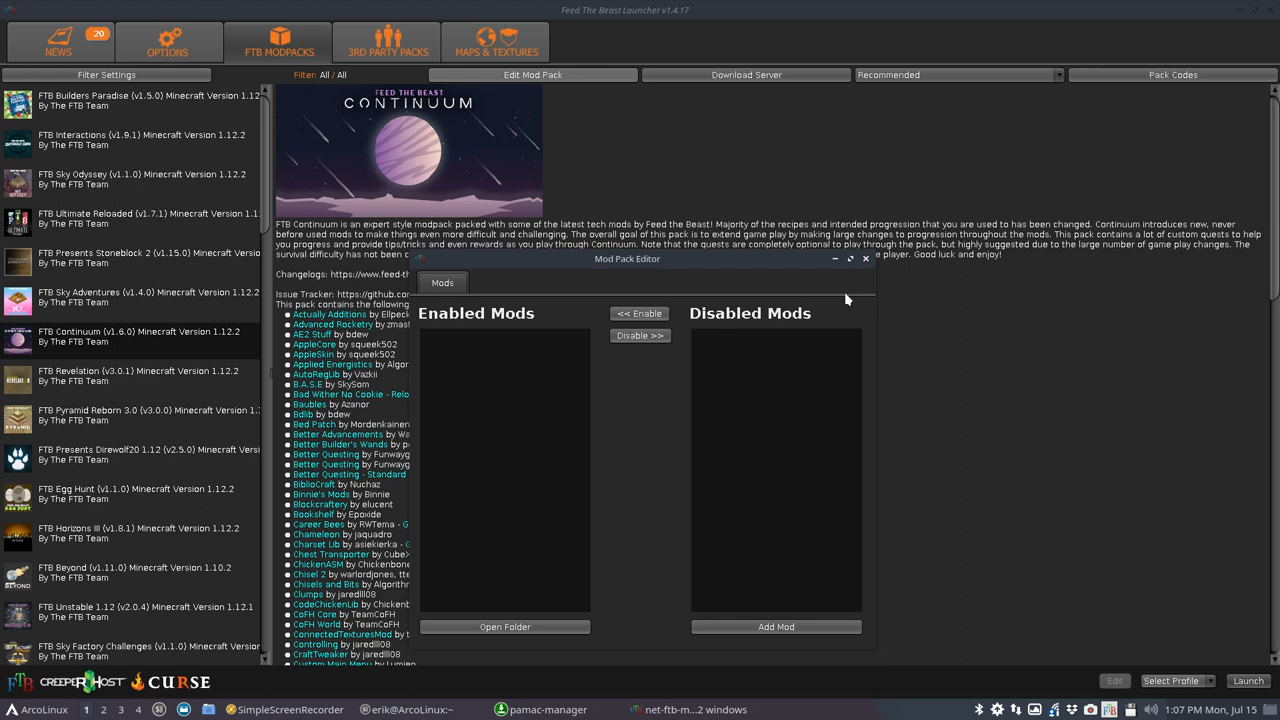 Feed The Beast Launcher v1.4.17
NEWS
20
OPTIONS
FTB MODPACKS
3RD PARTY PACKS
MAPS & TEXTURES
Filter Settings
Filter: All / All
Edit Mod Pack
Download Server
Recommended
Pack Codes
FTB Builders Paradise (v1.5.0) Minecraft Version 1.12
By The FTB Team
FTB Interactions (v1.9.1) Minecraft Version 1.12.2
By The FTB Team
FTB Sky Odyssey (v1.1.0) Minecraft Version 1.12.2
By The FTB Team
FTB Ultimate Reloaded (v1.7.1) Minecraft Version 1.1
By The FTB Team
FTB Presents Stoneblock 2 (v1.15.0) Minecraft Version
By The FTB Team
FTB Sky Adventures (v1.4.0) Minecraft Version 1.12.2
By The FTB Team
FTB Continuum (v1.6.0) Minecraft Version 1.12.2
By The FTB Team
FTB Revelation (v3.0.1) Minecraft Version 1.12.2
By The FTB Team
FTB Pyramid Reborn 3.0 (v3.0.0) Minecraft Version 1.
By The FTB Team
FTB Presents Direwolf20 1.12 (v2.5.0) Minecraft Versi
By The FTB Team
FTB Egg Hunt (v1.1.0) Minecraft Version 1.12.2
By The FTB Team
FTB Horizons III (v1.8.1) Minecraft Version 1.12.2
By The FTB Team
FTB Beyond (v1.11.0) Minecraft Version 1.10.2
By The FTB Team
FTB Unstable 1.12 (v2.0.4) Minecraft Version 1.12.1
By The FTB Team
FTB Sky Factory Challenges (v1.1.0) Minecraft Version
By The FTB Team
FEED THE BEAST
CONTINUUM
FTB Continuum is an expert style modpack packed with some of the latest tech mods by Feed the Beast! Majority of the recipes and intended progression that you are used to has been changed. Continuum introduces new, never
before used mods to make things even more difficult and challenging. The overall goal of this pack is to extend game play by making large changes to progression throughout the mods. This pack contains a lot of custom quests to help
you progress and provide tips/tricks and even rewards as you play through Continuum. Note that the quests are completely optional to play through the pack, but highly suggested due to the large number of game play changes. The
survival difficulty has not been c
e player. Good luck and enjoy!
Changelogs: https://www.feed-th
Issue Tracker: https://github.co
This pack contains the following
Actually Additions by Ellpeck
Advanced Rocketry by zmas
AE2 Stuff by bdew
AppleCore by squeek502
AppleSkin by squeek502
Applied Energistics by Algor
AutoRegLib by Vazkii
B.A.S.E by SkySom
Bad Wither No Cookie - Relo
Baubles by Azanor
Bdlib by bdew
Bed Patch by Mordenkainen
Better Advancements by Wa
Better Builder's Wands by p
Better Questing by Funwayg
Better Questing by Funwayg
Better Questing - Standard
BiblioCraft by Nuchaz
Binnie's Mods by Binnie
Blockcraftery by elucent
Bookshelf by Epoxide
Career Bees by RWTema - G
Chameleon by jaquadro
Charset Lib by asiekierka - G
Chest Transporter by CubeX
ChickenASM by Chickenbon
Chisel 2 by warlordjones, tte
Chisels and Bits by Algorithm
Clumps by jaredlll08
CodeChickenLib by Chickenb
CoFH Core by TeamCoFH
CoFH World by TeamCoFH
ConnectedTexturesMod by t
Controlling by jaredlll08
CraftTweaker by jaredlll08
Custom Main Menu by Lumien
Mod Pack Editor
Mods
Enabled Mods
<< Enable
Disable >>
Disabled Mods
Open Folder
Add Mod
FTB
CREEPER HOST
CURSE
Edit
Select Profile
Launch
ArcoLinux
1
2
3
4
SimpleScreenRecorder
erik@ArcoLinux:~
pamac-manager
net-ftb-m...2 windows
1:07 PM Mon, Jul 15